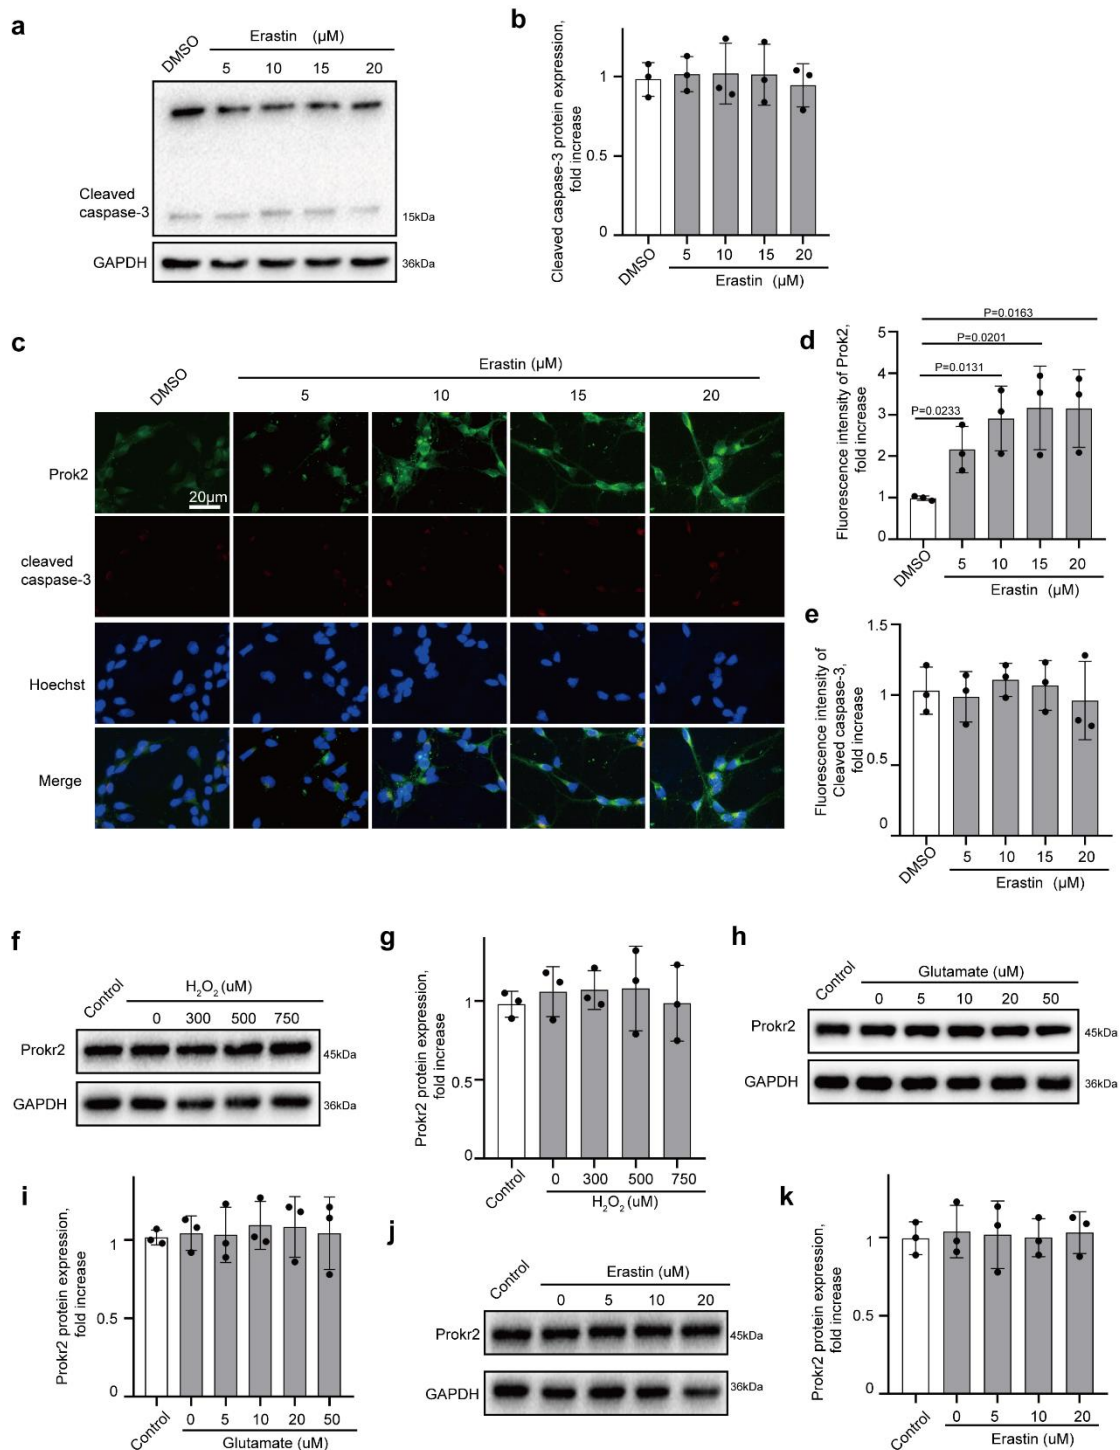 a
DMSO
Erastin (μM)
5 10 15 20
Cleaved
caspase-3
15kDa
GAPDH
36kDa
b
Cleaved caspase-3 protein expression,
fold increase
1
0.5
0
DMSO
5 10 15 20
Erastin (μM)
c
DMSO
Erastin (μM)
5 10 15 20
Prok2
20μm
cleaved
caspase-3
Hoechst
Merge
d
P=0.0163
P=0.0201
P=0.0131
P=0.0233
Fluorescence intensity of Prok2,
fold increase
5
4
3
2
1
0
DMSO
5 10 15 20
Erastin (μM)
e
Fluorescence intensity of
Cleaved caspase-3,
fold increase
1.5
1
0.5
0
DMSO
5 10 15 20
Erastin (μM)
f
Control
H₂O₂(uM)
0 300 500 750
Prokr2
45kDa
GAPDH
36kDa
g
Prokr2 protein expression,
fold increase
1
0.5
0
Control
0 300 500 750
H₂O₂(uM)
h
Control
Glutamate (uM)
0 5 10 20 50
Prokr2
45kDa
GAPDH
36kDa
i
Prokr2 protein expression,
fold increase
1
0.5
0
Control
0 5 10 20 50
Glutamate (uM)
j
Control
Erastin (uM)
0 5 10 20
Prokr2
45kDa
GAPDH
36kDa
k
Prokr2 protein expression,
fold increase
1
0.5
0
Control
0 5 10 20
Erastin (uM)